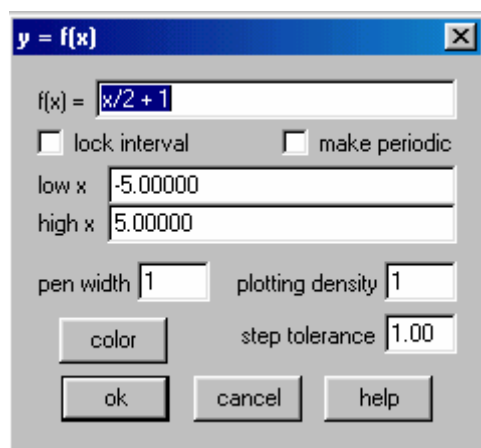 y = f(x)
f(x) = x/2 + 1
lock interval make periodic
low x -5.00000
high x 5.00000
pen width 1 plotting density 1
color step tolerance 1.00
ok cancel help